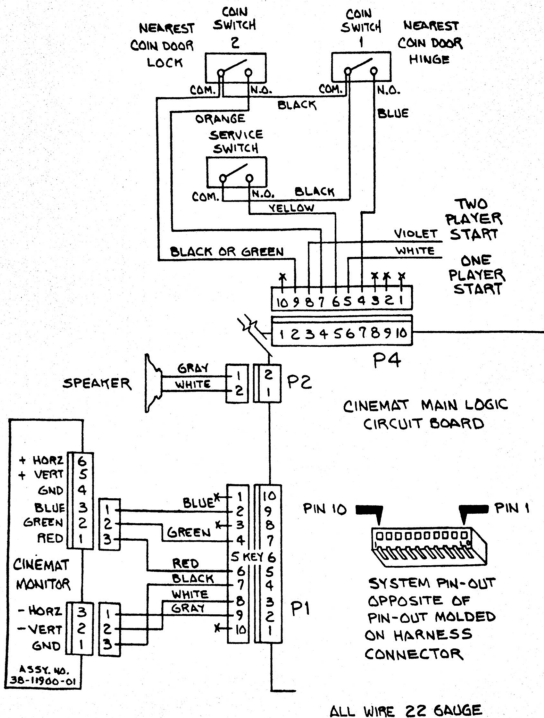 COIN SWITCH 2
NEAREST COIN DOOR LOCK
COIN SWITCH 1
NEAREST COIN DOOR HINGE
COM. N.O.
COM. N.O.
BLACK
BLUE
ORANGE
SERVICE SWITCH
COM. N.O.
BLACK
YELLOW
TWO PLAYER START
VIOLET
WHITE
ONE PLAYER START
BLACK OR GREEN
x x x x
10 9 8 7 6 5 4 3 2 1
1 2 3 4 5 6 7 8 9 10
P4
SPEAKER
GRAY
WHITE
1
2
2
1
P2
CINEMAT MAIN LOGIC CIRCUIT BOARD
+ HORZ 6
+ VERT 5
GND 4
BLUE 3
GREEN 2
RED 1
1
2
3
CINEMAT MONITOR
- HORZ 3
- VERT 2
GND 1
1
2
3
ASSY. NO.
38-11900-01
BLUE
GREEN
RED
BLACK
WHITE
GRAY
x 1 10
2 9
x 3 8
4 7
5 KEY 6
6 5
7 4
8 3
9 2
x 10 1
P1
PIN 10
PIN 1
SYSTEM PIN-OUT
OPPOSITE OF
PIN-OUT MOLDED
ON HARNESS
CONNECTOR
ALL WIRE 22 GAUGE